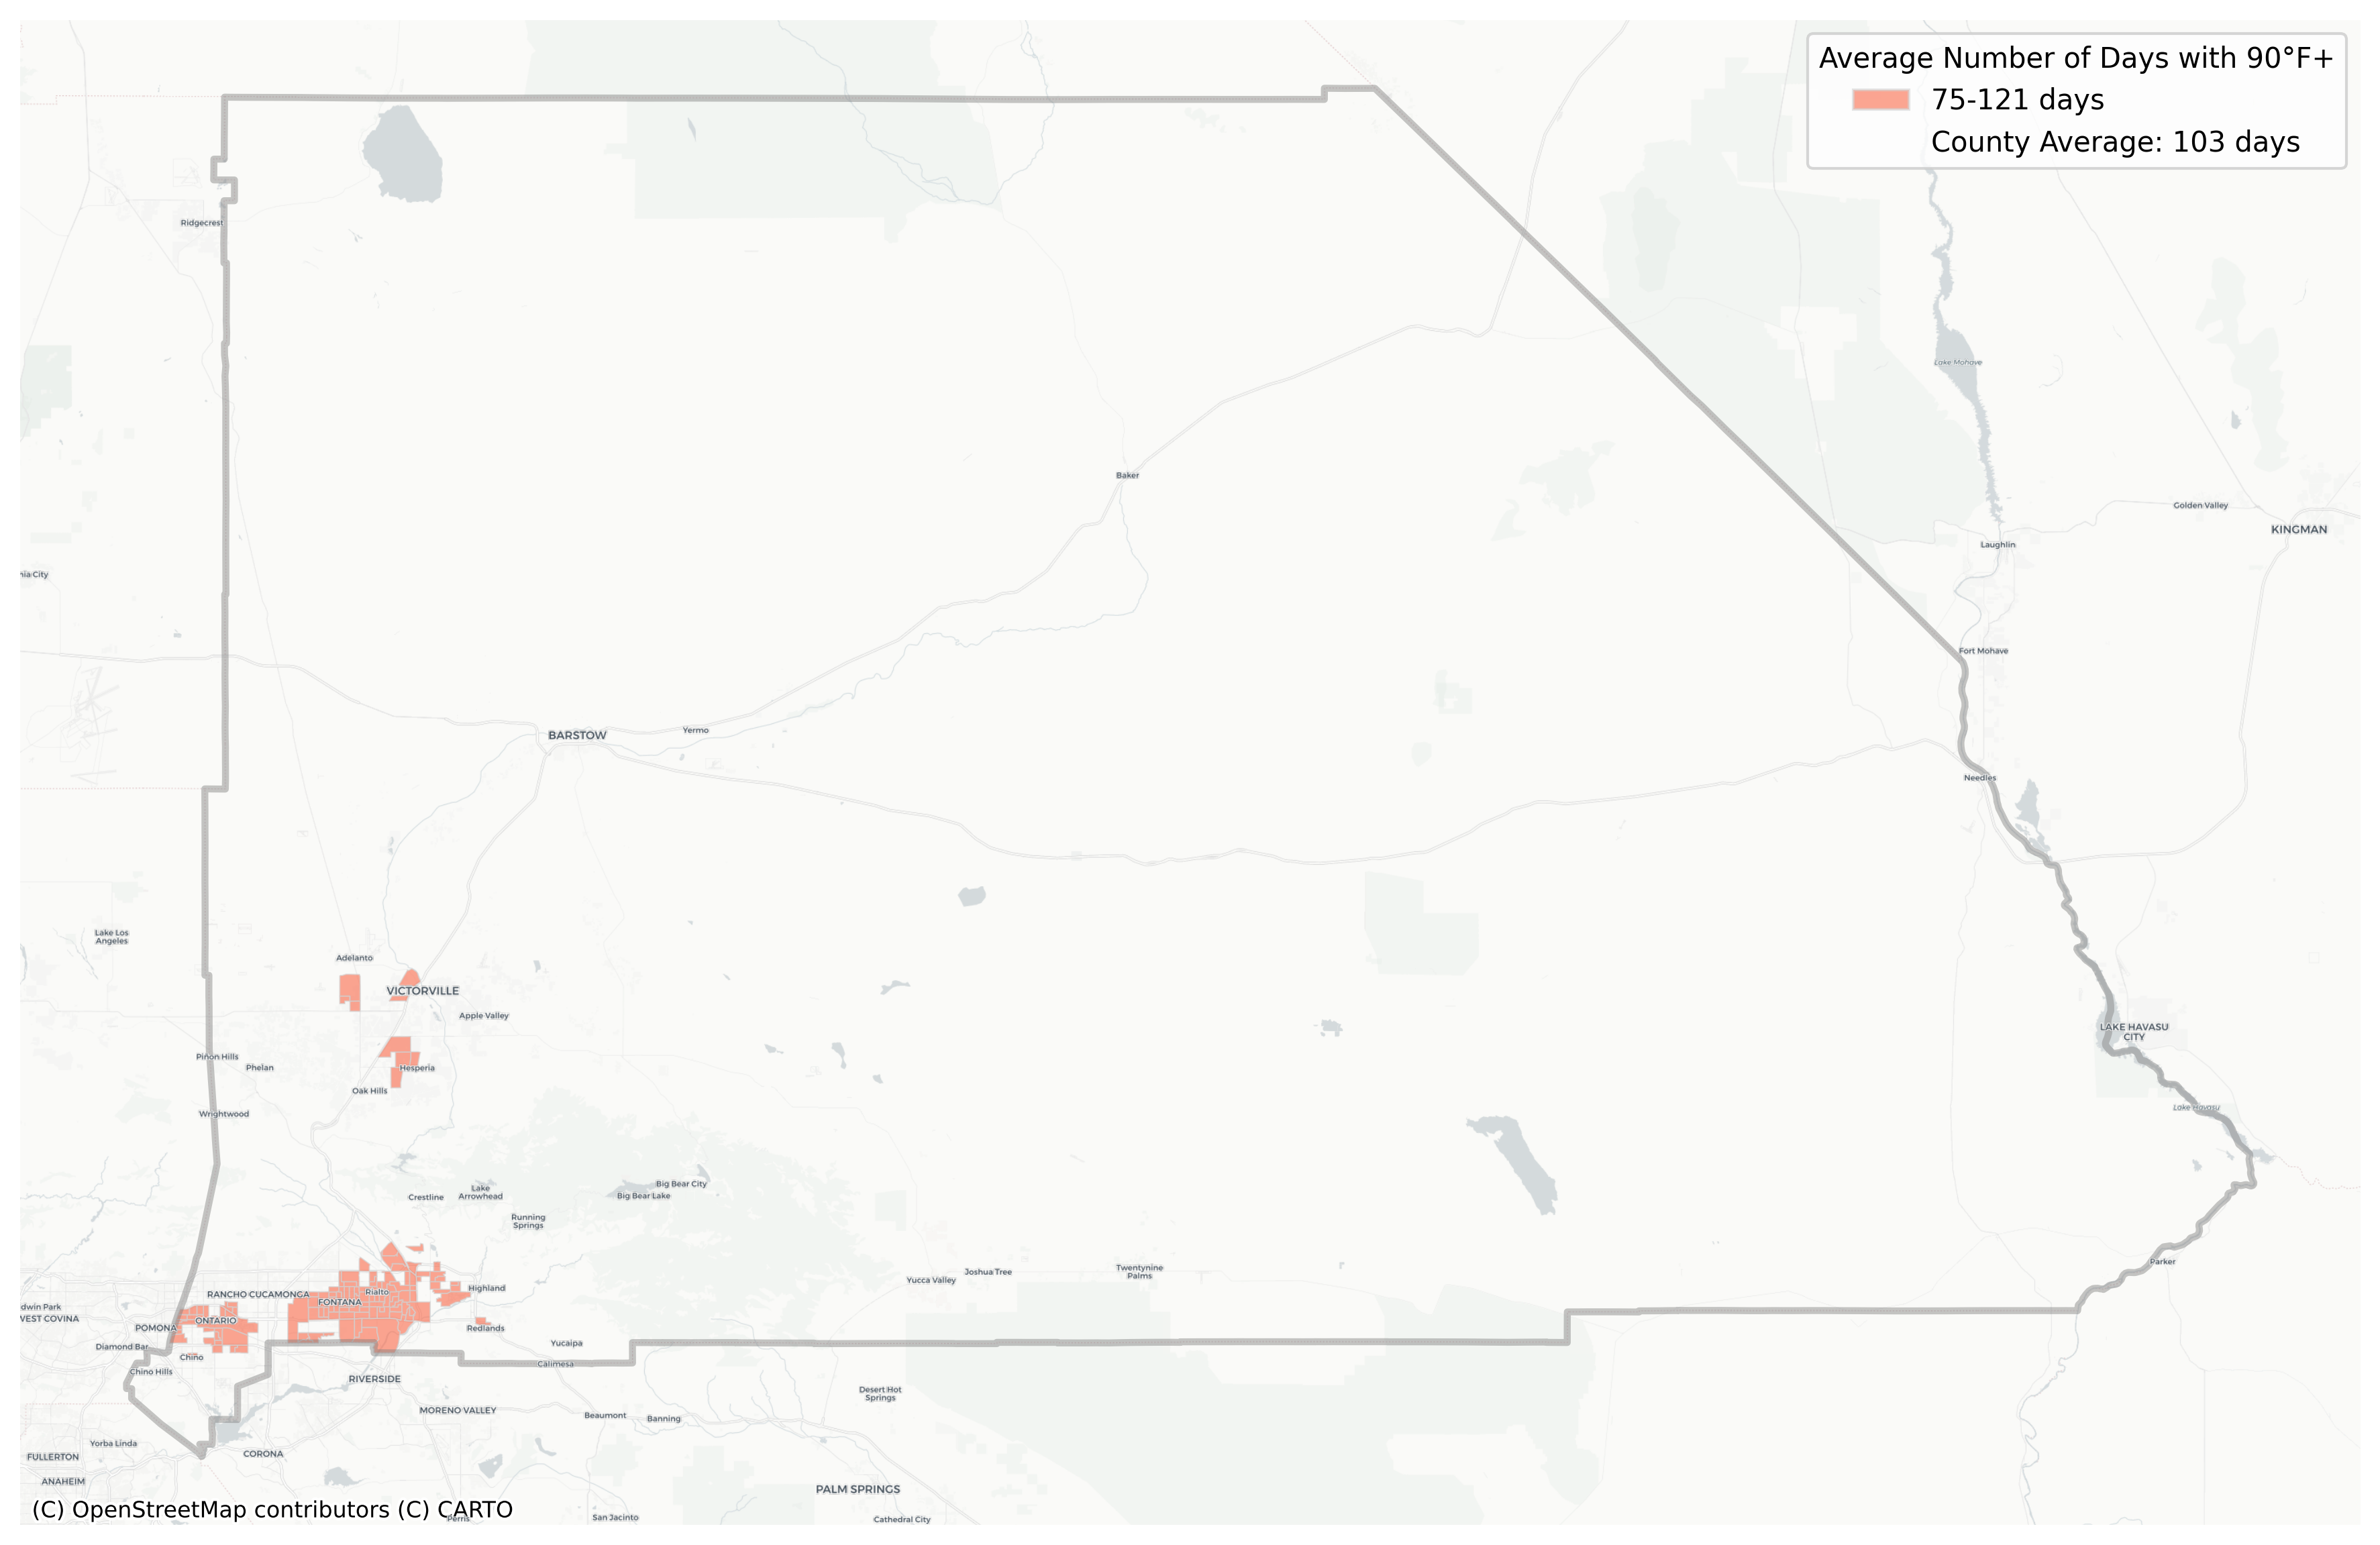 Average Number of Days with 90°F+
75-121 days
County Average: 103 days
Ridgecrest
Lake Mohave
Baker
Golden Valley
KINGMAN
Laughlin
nia City
Fort Mohave
BARSTOW
Yermo
Needles
Lake Los
Angeles
Adelanto
VICTORVILLE
Apple Valley
LAKE HAVASU
CITY
Piñon Hills
Phelan
Hesperia
Oak Hills
Wrightwood
Lake Havasu
Crestline
Lake
Arrowhead
Big Bear City
Big Bear Lake
Running
Springs
Parker
Yucca Valley
Joshua Tree
Twentynine
Palms
RANCHO CUCAMONGA
FONTANA
Rialto
Highland
dwin Park
WEST COVINA
POMONA
ONTARIO
Redlands
Diamond Bar
Chino
Yucaipa
Calimesa
Chino Hills
RIVERSIDE
Desert Hot
Springs
MORENO VALLEY
Beaumont
Banning
Yorba Linda
FULLERTON
CORONA
ANAHEIM
PALM SPRINGS
(C) OpenStreetMap contributors (C) CARTO
Perris
San Jacinto
Cathedral City